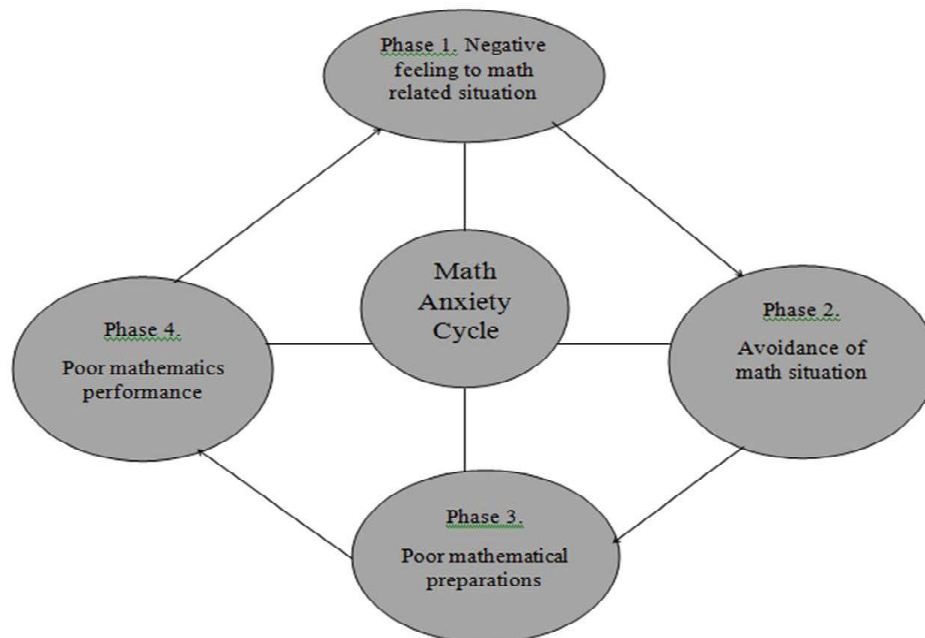 Phase 1. Negative
feeling to math
related situation
Math
Anxiety
Cycle
Phase 2.
Avoidance of
math situation
Phase 4.
Poor mathematics
performance
Phase 3.
Poor mathematical
preparations